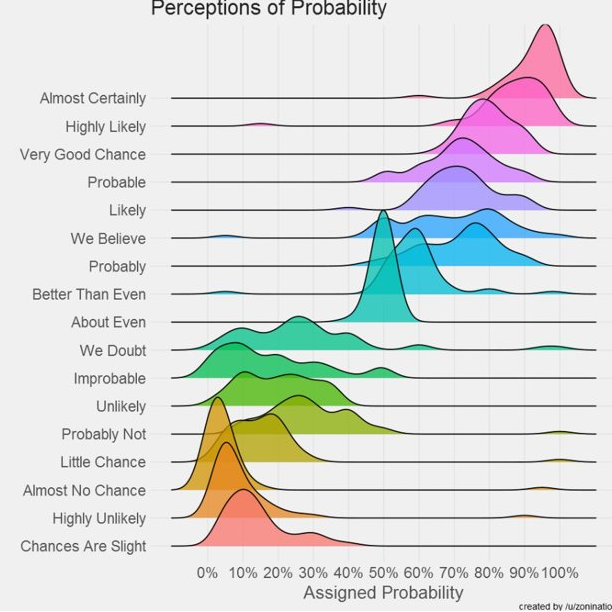 Perceptions of Probability
Almost Certainly
Highly Likely
Very Good Chance
Probable
Likely
We Believe
Probably
Better Than Even
About Even
We Doubt
Improbable
Unlikely
Probably Not
Little Chance
Almost No Chance
Highly Unlikely
Chances Are Slight
0% 10% 20% 30% 40% 50% 60% 70% 80% 90% 100%
Assigned Probability
created by /u/zoninatio